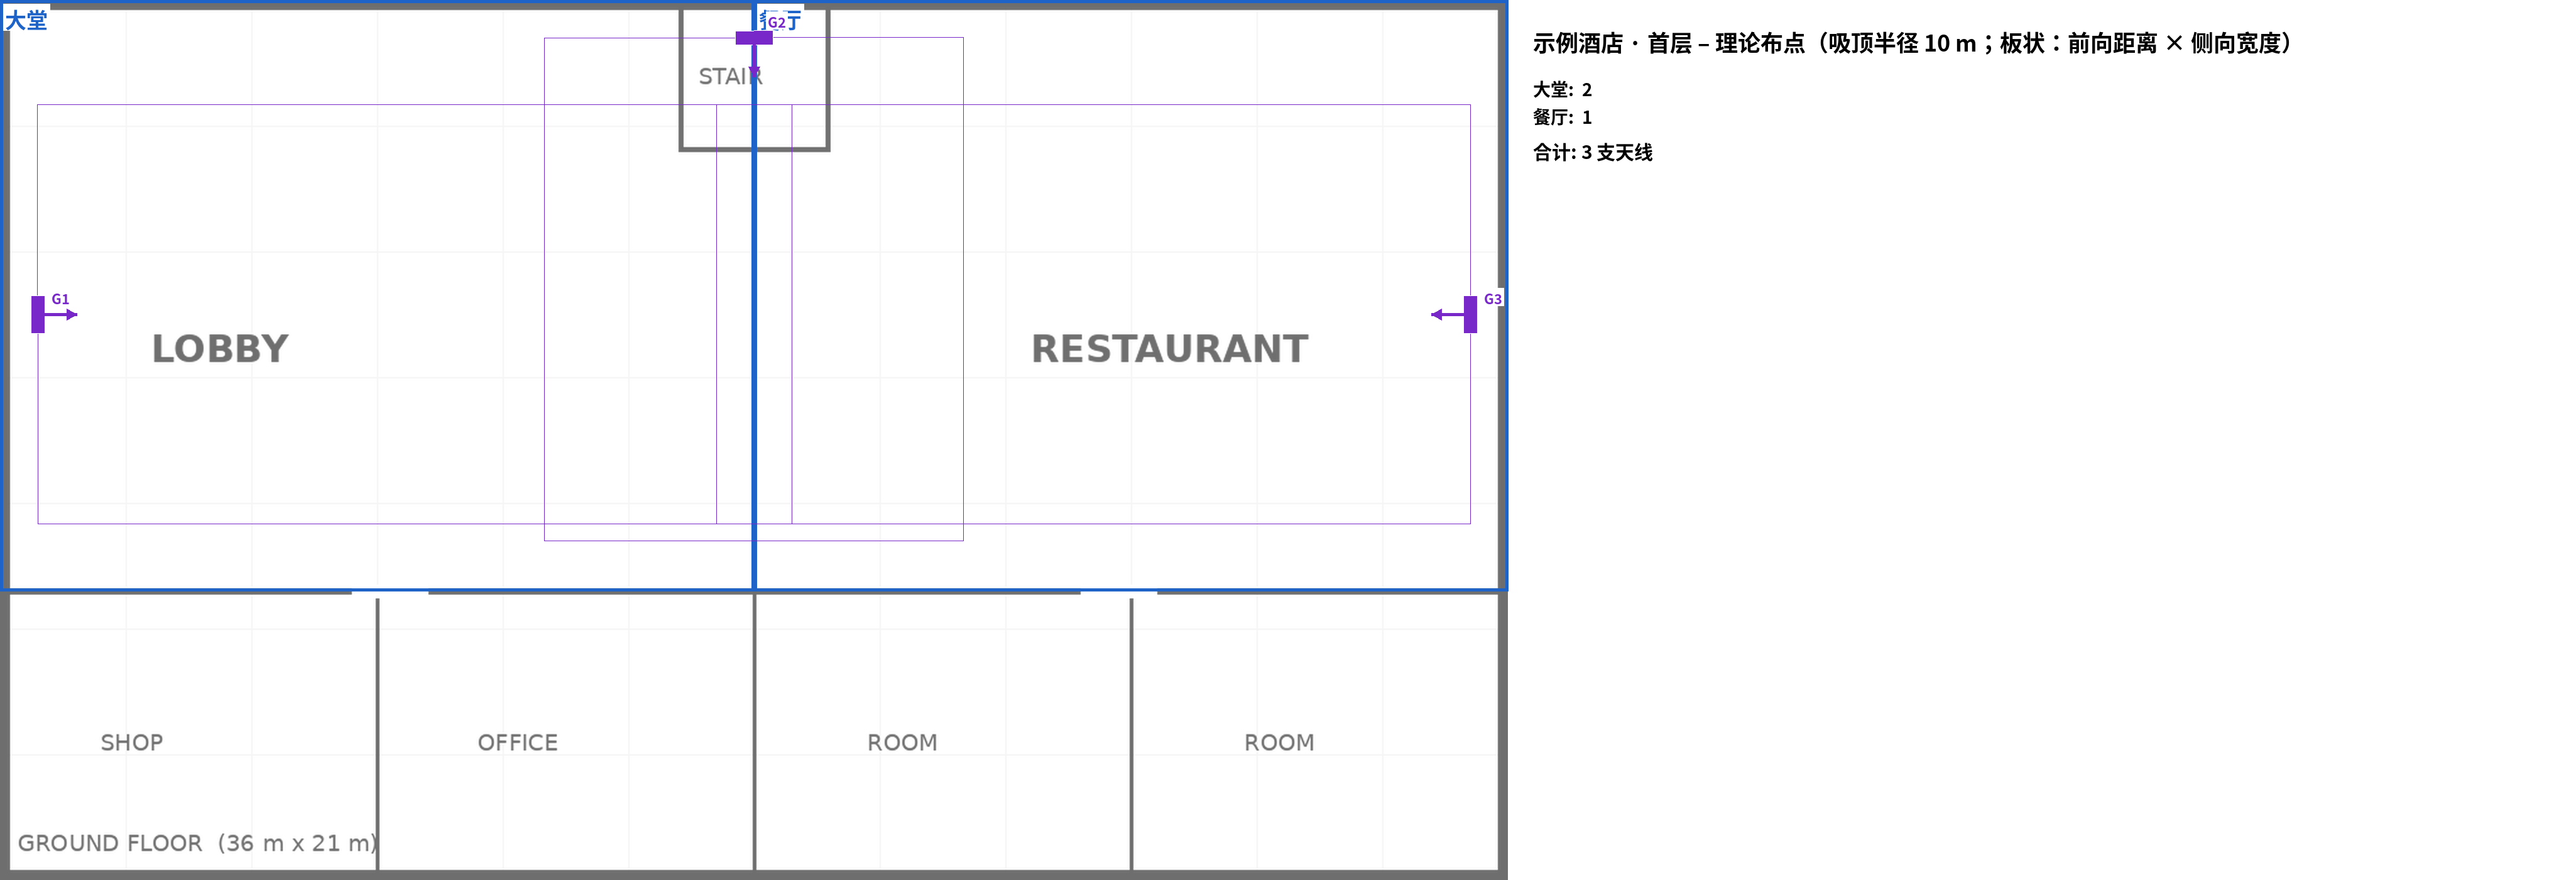 大堂
餐厅
G2
STAIR
G1
G3
LOBBY
RESTAURANT
SHOP
OFFICE
ROOM
ROOM
GROUND FLOOR (36 m x 21 m)
示例酒店 · 首层 – 理论布点（吸顶半径 10 m；板状：前向距离 × 侧向宽度）
大堂: 2
餐厅: 1
合计: 3 支天线